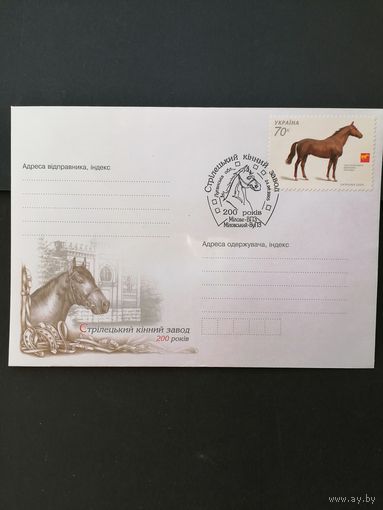 УКРАЇНА
70к
Адреса відправника, індекс
Стрілецький кінний завод
200 років
Адреса одержувача, індекс
Стрілецький кінний завод
200 років
www.ay.by